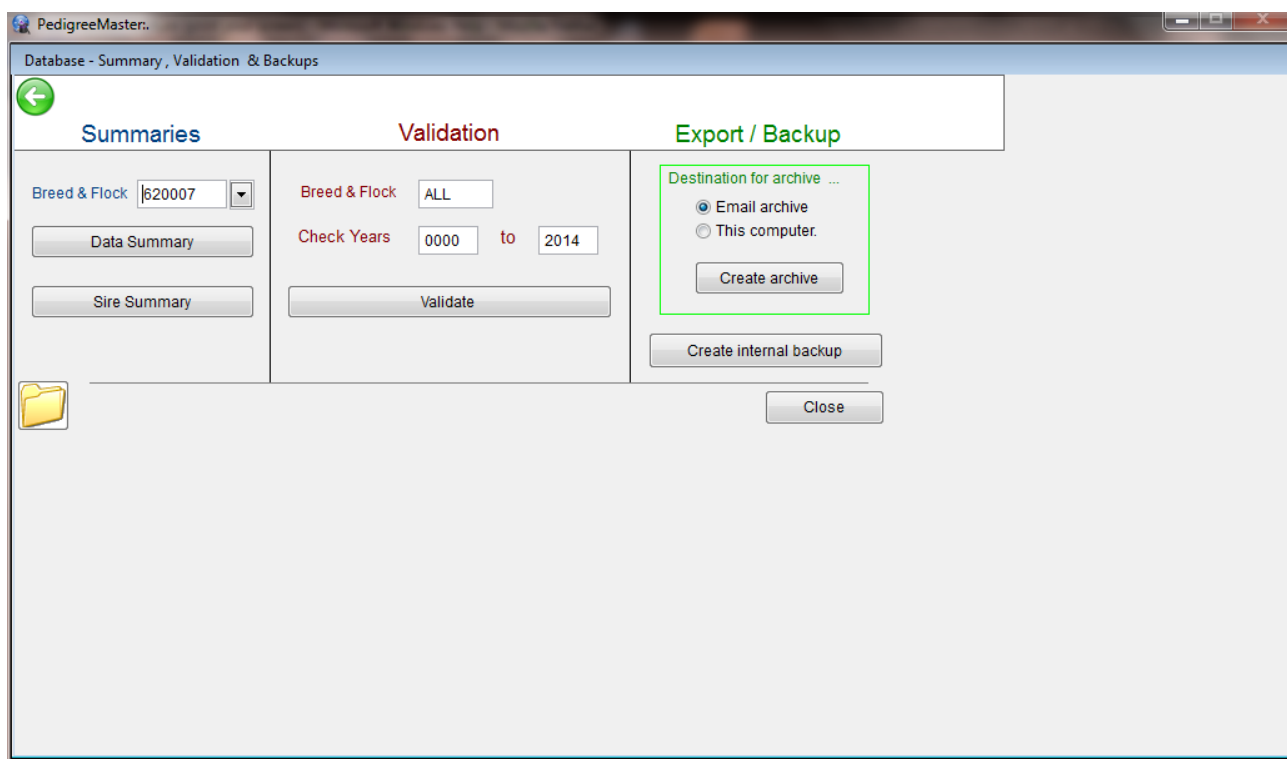 PedigreeMaster:.
Database - Summary , Validation & Backups
Summaries
Validation
Export / Backup
Breed & Flock 620007
Data Summary
Sire Summary
Breed & Flock ALL
Check Years 0000 to 2014
Validate
Destination for archive ...
Email archive
This computer.
Create archive
Create internal backup
Close